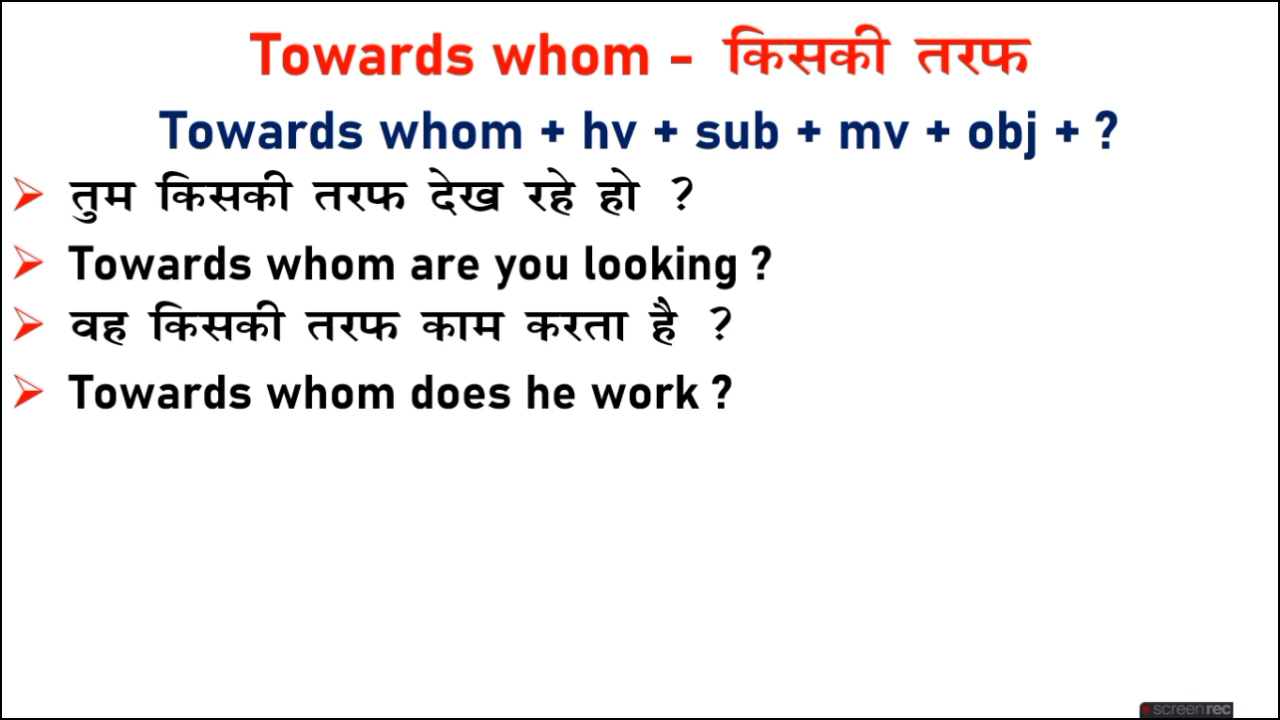 Towards whom - किसकी तरफ
Towards whom + hv + sub + mv + obj + ?
➢ तुम किसकी तरफ देख रहे हो ?
➢ Towards whom are you looking ?
➢ वह किसकी तरफ काम करता है ?
➢ Towards whom does he work ?
screenrec